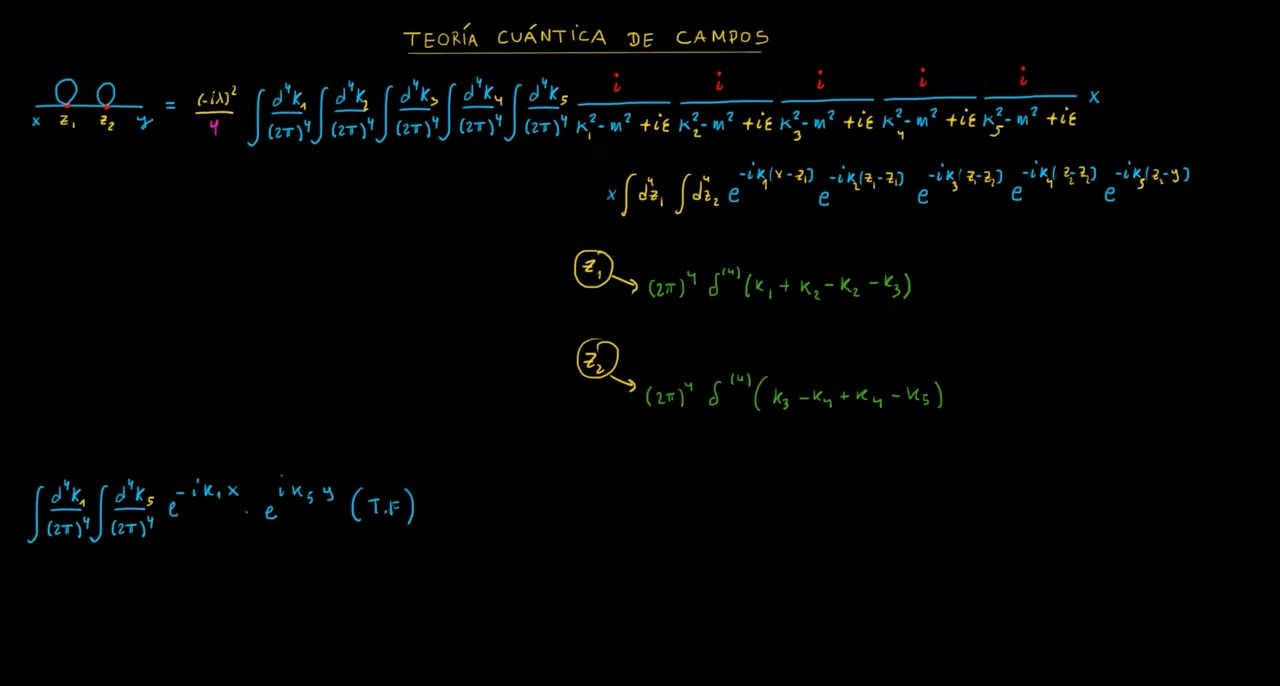 TEORÍA CUÁNTICA DE CAMPOS
x z₁ z₂ y = (-iλ)²/4 ∫ d⁴k₁/(2π)⁴ ∫ d⁴k₂/(2π)⁴ ∫ d⁴k₃/(2π)⁴ ∫ d⁴k₄/(2π)⁴ ∫ d⁴k₅/(2π)⁴ i/(k₁² - m² + iε) i/(k₂² - m² + iε) i/(k₃² - m² + iε) i/(k₄² - m² + iε) i/(k₅² - m² + iε) x
x ∫ d⁴z₁ ∫ d⁴z₂ e^{-ik₁(x-z₁)} e^{-ik₂(z₁-z₁)} e^{-ik₃(z₁-z₂)} e^{-ik₄(z₂-z₂)} e^{-ik₅(z₂-y)}
z₁ → (2π)⁴ δ⁽⁴⁾(k₁ + k₂ - k₂ - k₃)
z₂ → (2π)⁴ δ⁽⁴⁾(k₃ - k₄ + k₄ - k₅)
∫ d⁴k₁/(2π)⁴ ∫ d⁴k₅/(2π)⁴ e^{-ik₁x} · e^{ik₅y} (T.F)